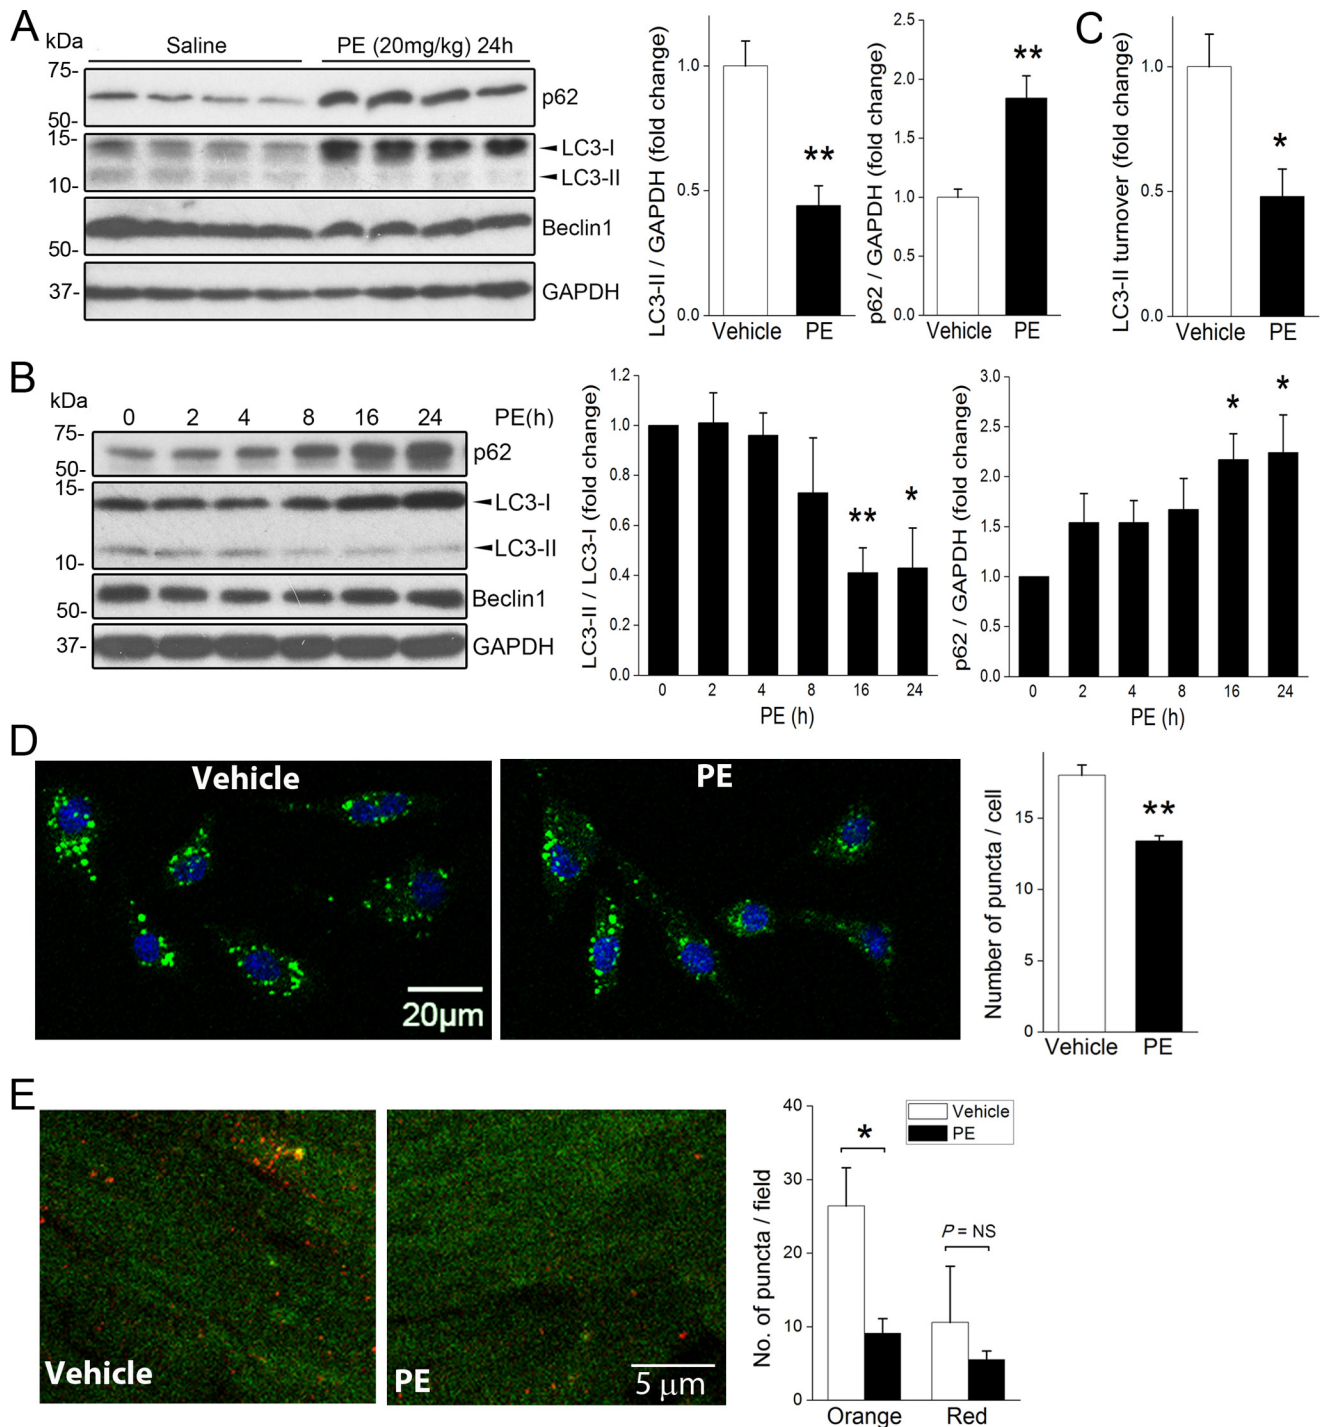 A
kDa
Saline
PE (20mg/kg) 24h
75-
50-
p62
15-
10-
LC3-I
LC3-II
50-
Beclin1
37-
GAPDH
LC3-II / GAPDH (fold change)
1.0
0.5
0.0
**
Vehicle
PE
p62 / GAPDH (fold change)
2.5
2.0
1.5
1.0
0.5
0.0
**
Vehicle
PE
C
LC3-II turnover (fold change)
1.0
0.5
0.0
*
Vehicle
PE
B
kDa
0 2 4 8 16 24 PE(h)
75-
50-
p62
15-
10-
LC3-I
LC3-II
50-
Beclin1
37-
GAPDH
LC3-II / LC3-I (fold change)
1.2
1.0
0.8
0.6
0.4
0.2
0.0
**
*
0 2 4 8 16 24
PE (h)
p62 / GAPDH (fold change)
3.0
2.5
2.0
1.5
1.0
0.5
0.0
*
*
0 2 4 8 16 24
PE (h)
D
Vehicle
20µm
PE
Number of puncta / cell
15
10
5
0
**
Vehicle
PE
E
Vehicle
PE
5 µm
No. of puncta / field
40
30
20
10
0
Vehicle
PE
*
P = NS
Orange
Red